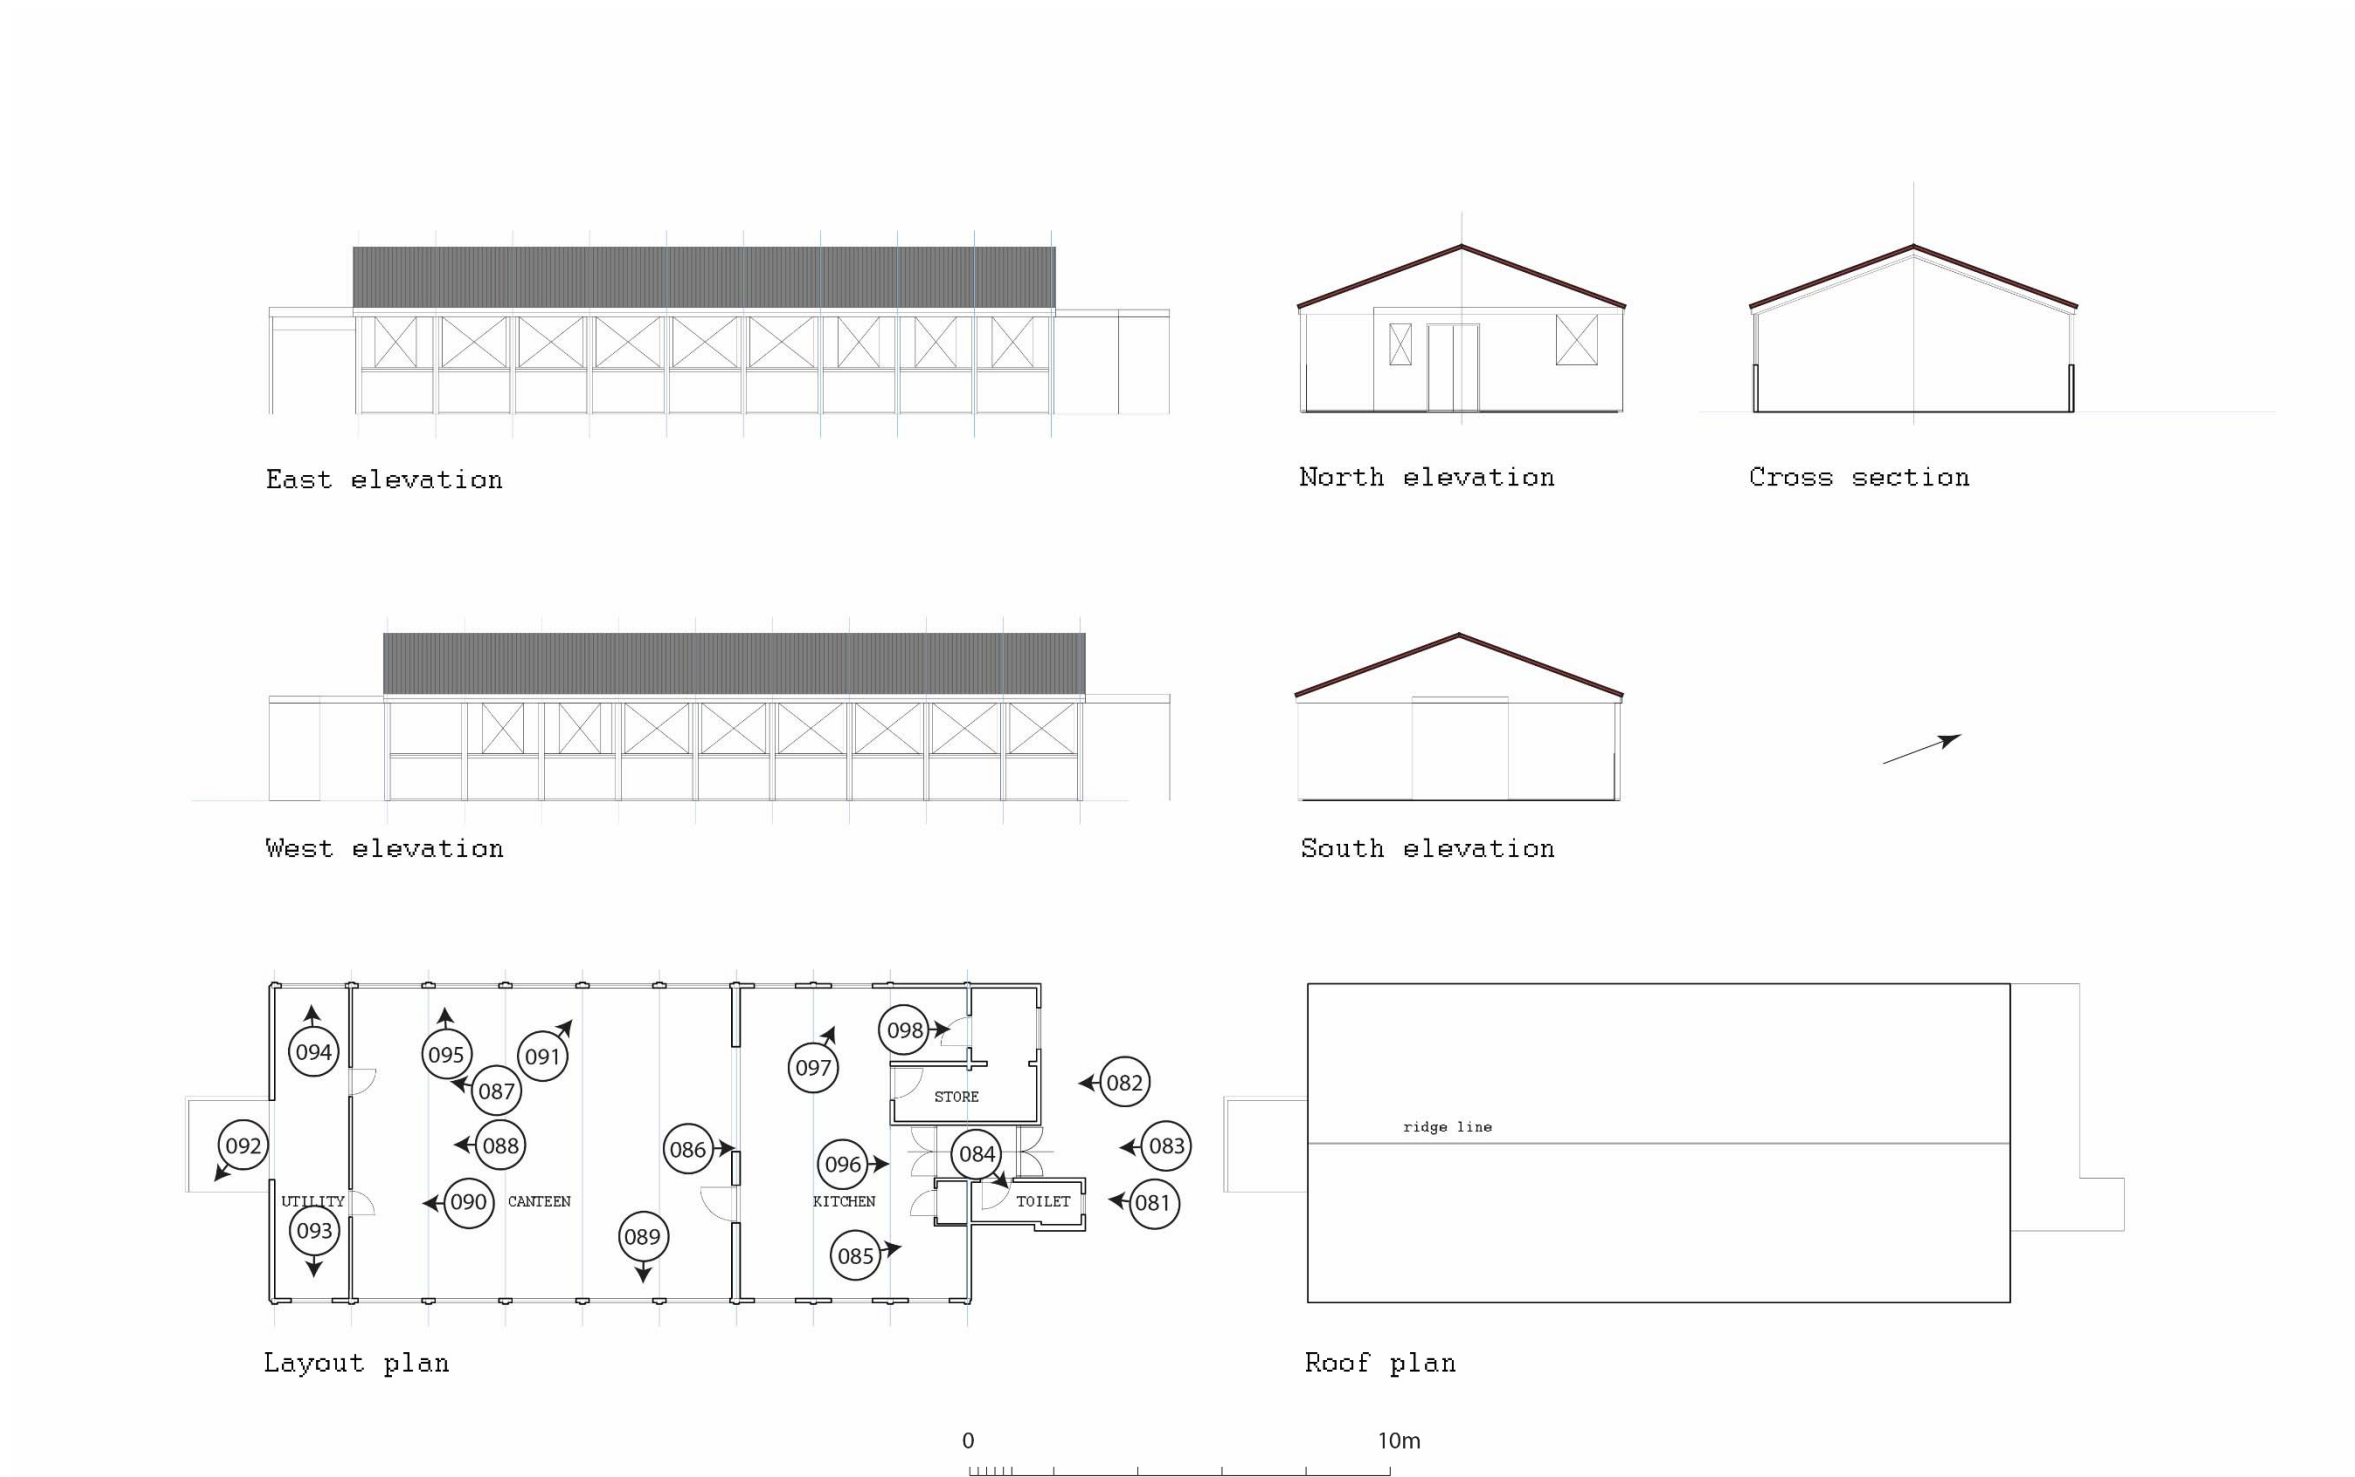 East elevation
North elevation
Cross section
West elevation
South elevation
094
095
091
087
088
092
090
UTILITY
CANTEEN
093
089
086
097
098
STORE
082
096
084
083
KITCHEN
TOILET
081
085
ridge line
Layout plan
Roof plan
0 10m